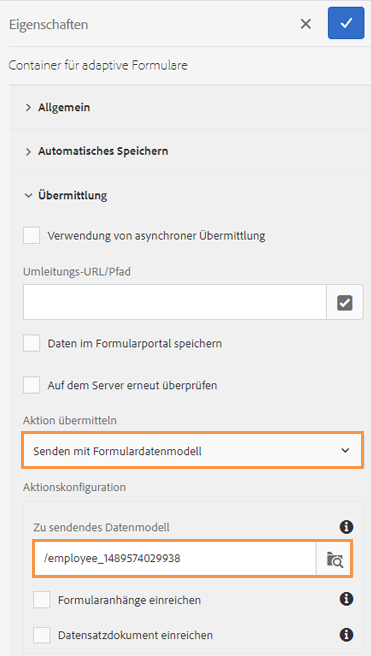 Eigenschaften
Container für adaptive Formulare
Allgemein
Automatisches Speichern
Übermittlung
Verwendung von asynchroner Übermittlung
Umleitungs-URL/Pfad
Daten im Formularportal speichern
Auf dem Server erneut überprüfen
Aktion übermitteln
Senden mit Formulardatenmodell
Aktionskonfiguration
Zu sendendes Datenmodell
/employee_1489574029938
Formularanhänge einreichen
Datensatzdokument einreichen